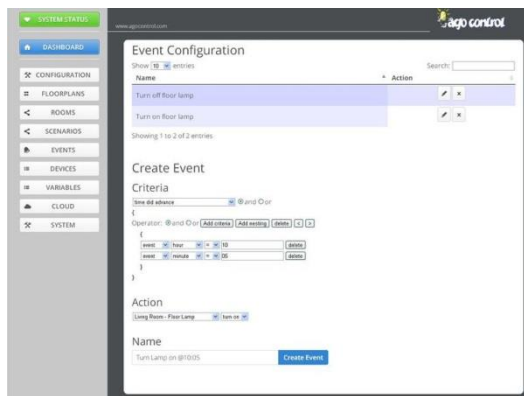 SYSTEM STATUS
www.agocontrol.com
ago control
DASHBOARD
CONFIGURATION
FLOORPLANS
ROOMS
SCENARIOS
EVENTS
DEVICES
VARIABLES
CLOUD
SYSTEM
Event Configuration
Show 10 entries
Search:
Name Action
Turn off floor lamp
Turn on floor lamp
Showing 1 to 2 of 2 entries
Create Event
Criteria
time did advance and or
{
Operator: and or Add criteria Add nesting delete < >
{
event hour = 10 delete
event minute = 05 delete
}
}
Action
Living Room - Floor Lamp turn on
Name
Turn Lamp on @10:05 Create Event